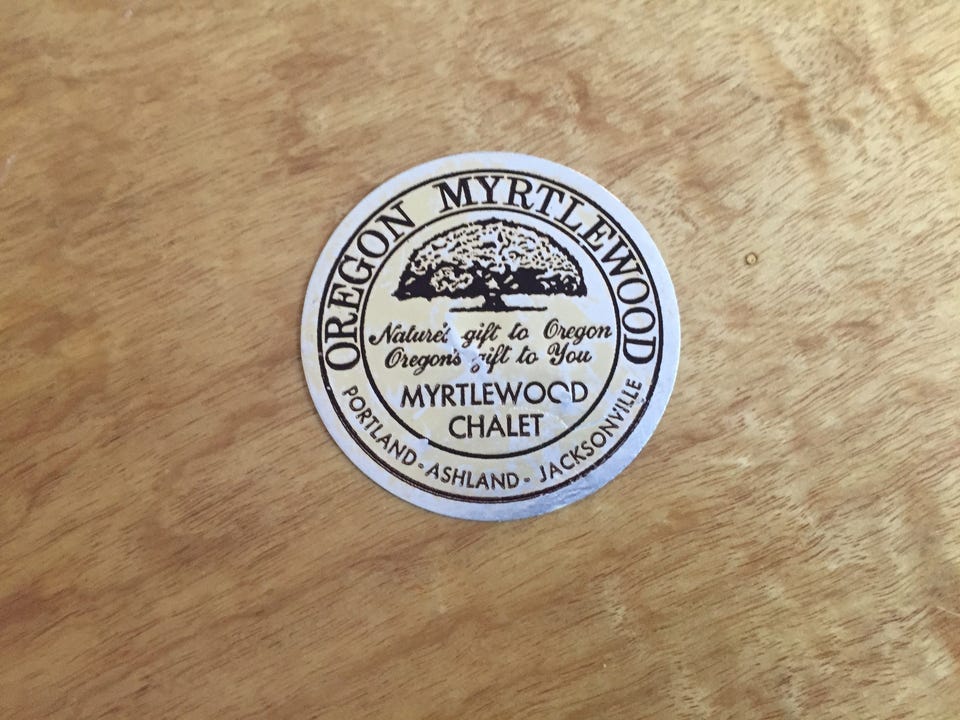 OREGON MYRTLEWOOD
Nature's gift to Oregon
Oregon's gift to You
MYRTLEWOOD
CHALET
PORTLAND - ASHLAND - JACKSONVILLE